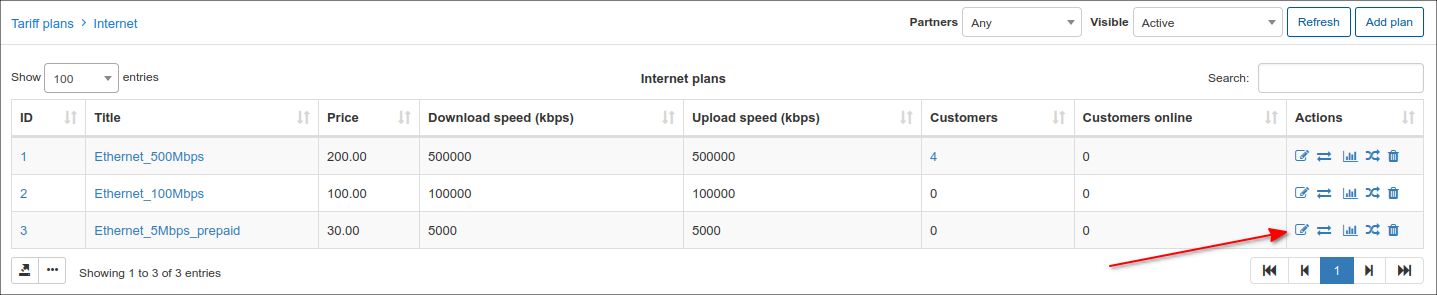 Tariff plans > Internet Partners Any Visible Active Refresh Add plan
Show 100 entries Internet plans Search:
ID Title Price Download speed (kbps) Upload speed (kbps) Customers Customers online Actions
1 Ethernet_500Mbps 200.00 500000 500000 4 0
2 Ethernet_100Mbps 100.00 100000 100000 0 0
3 Ethernet_5Mbps_prepaid 30.00 5000 5000 0 0
Showing 1 to 3 of 3 entries 1